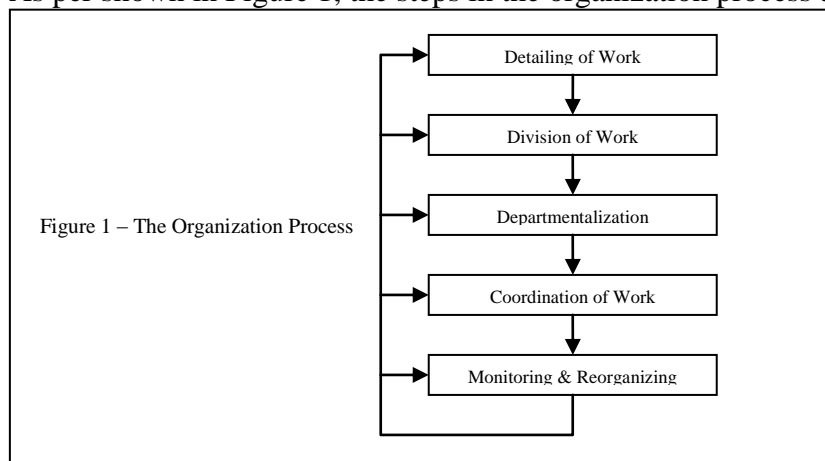 As per shown in Figure 1, the steps in the organization process
Detailing of Work
Division of Work
Figure 1 – The Organization Process
Departmentalization
Coordination of Work
Monitoring & Reorganizing